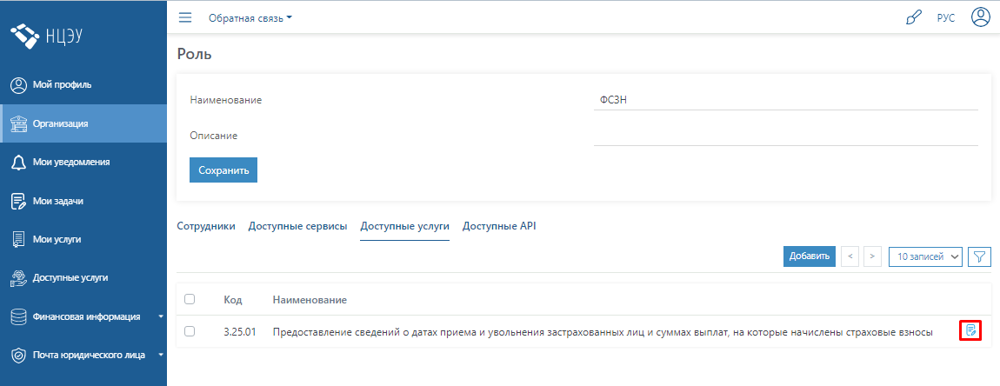 НЦЭУ
Обратная связь
РУС
Мой профиль
Организация
Мои уведомления
Мои задачи
Мои услуги
Доступные услуги
Финансовая информация
Почта юридического лица
Роль
Наименование
ФСЗН
Описание
Сохранить
Сотрудники Доступные сервисы Доступные услуги Доступные API
Добавить < > 10 записей
Код Наименование
3.25.01 Предоставление сведений о датах приема и увольнения застрахованных лиц и суммах выплат, на которые начислены страховые взносы